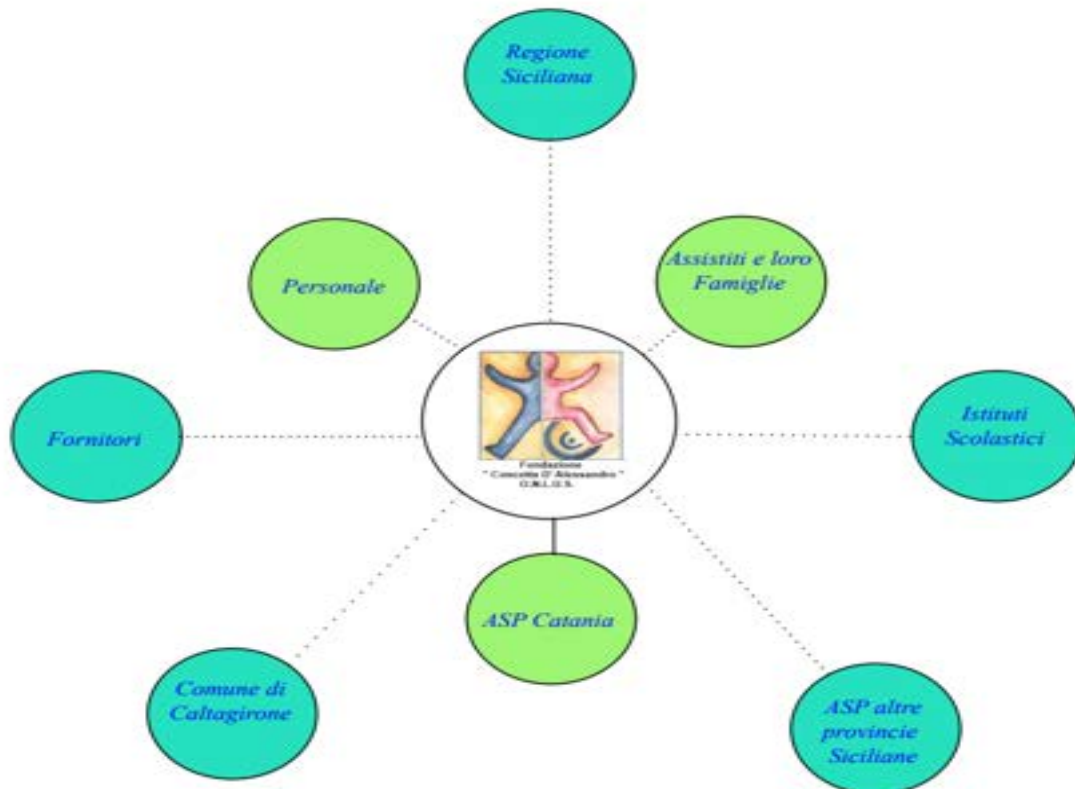 Regione
Siciliana
Personale
Assistiti e loro
Famiglie
Fornitori
Istituti
Scolastici
Fondazione
" Concetta D' Alessandro "
O.N.L.U.S.
ASP Catania
Comune di
Caltagirone
ASP altre
provincie
Siciliane